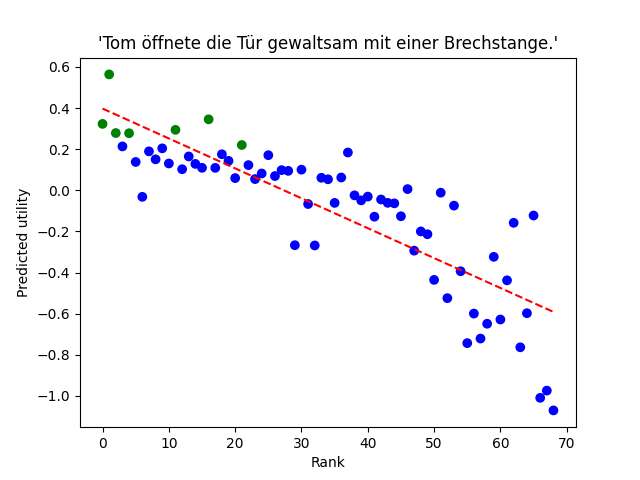 'Tom öffnete die Tür gewaltsam mit einer Brechstange.'
0.6
0.4
0.2
0.0
−0.2
−0.4
−0.6
−0.8
−1.0
Predicted utility
0 10 20 30 40 50 60 70
Rank